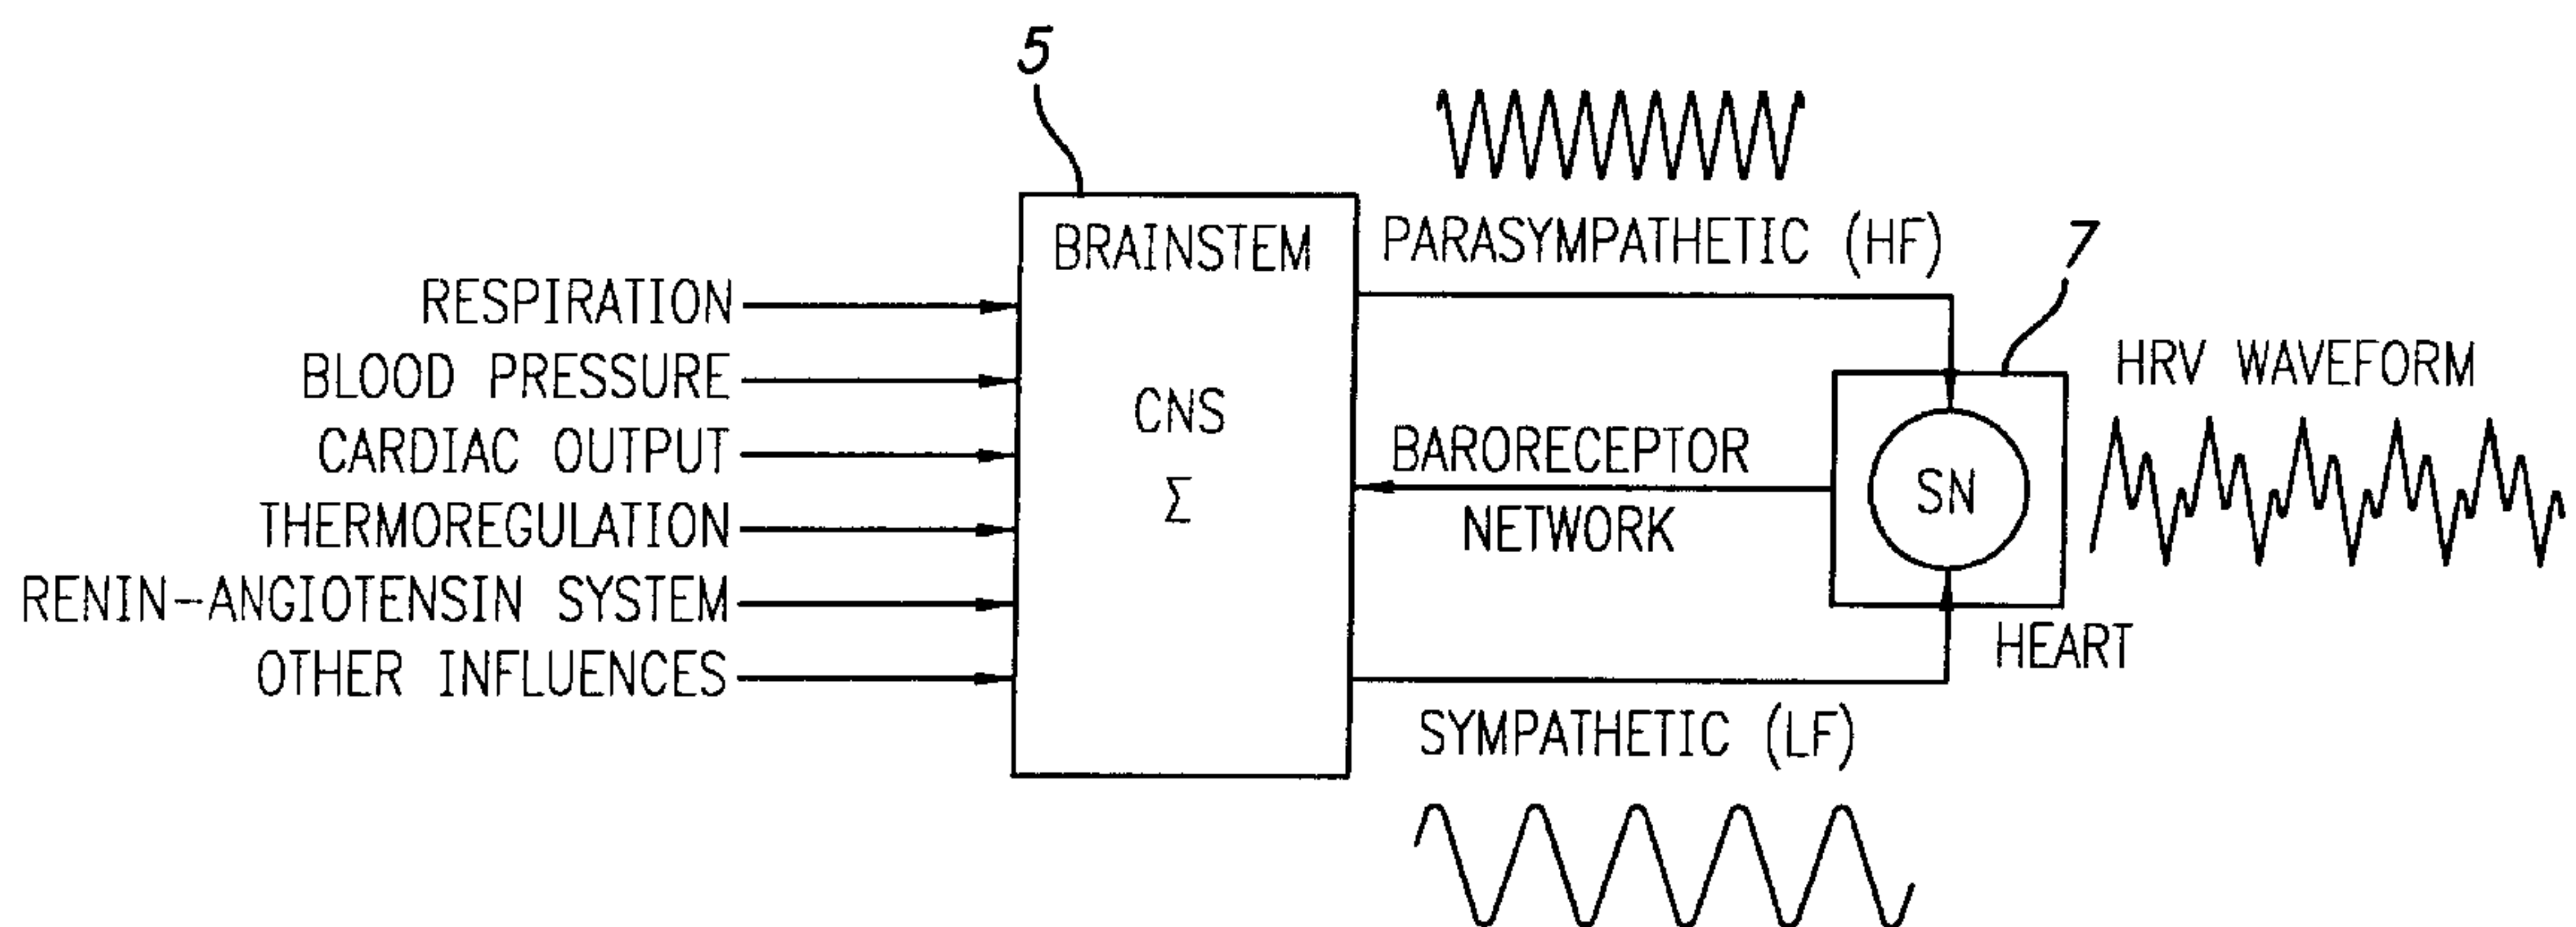 5
BRAINSTEM
CNS
Σ
RESPIRATION
BLOOD PRESSURE
CARDIAC OUTPUT
THERMOREGULATION
RENIN-ANGIOTENSIN SYSTEM
OTHER INFLUENCES
PARASYMPATHETIC (HF)
BARORECEPTOR
NETWORK
SYMPATHETIC (LF)
7
SN
HEART
HRV WAVEFORM